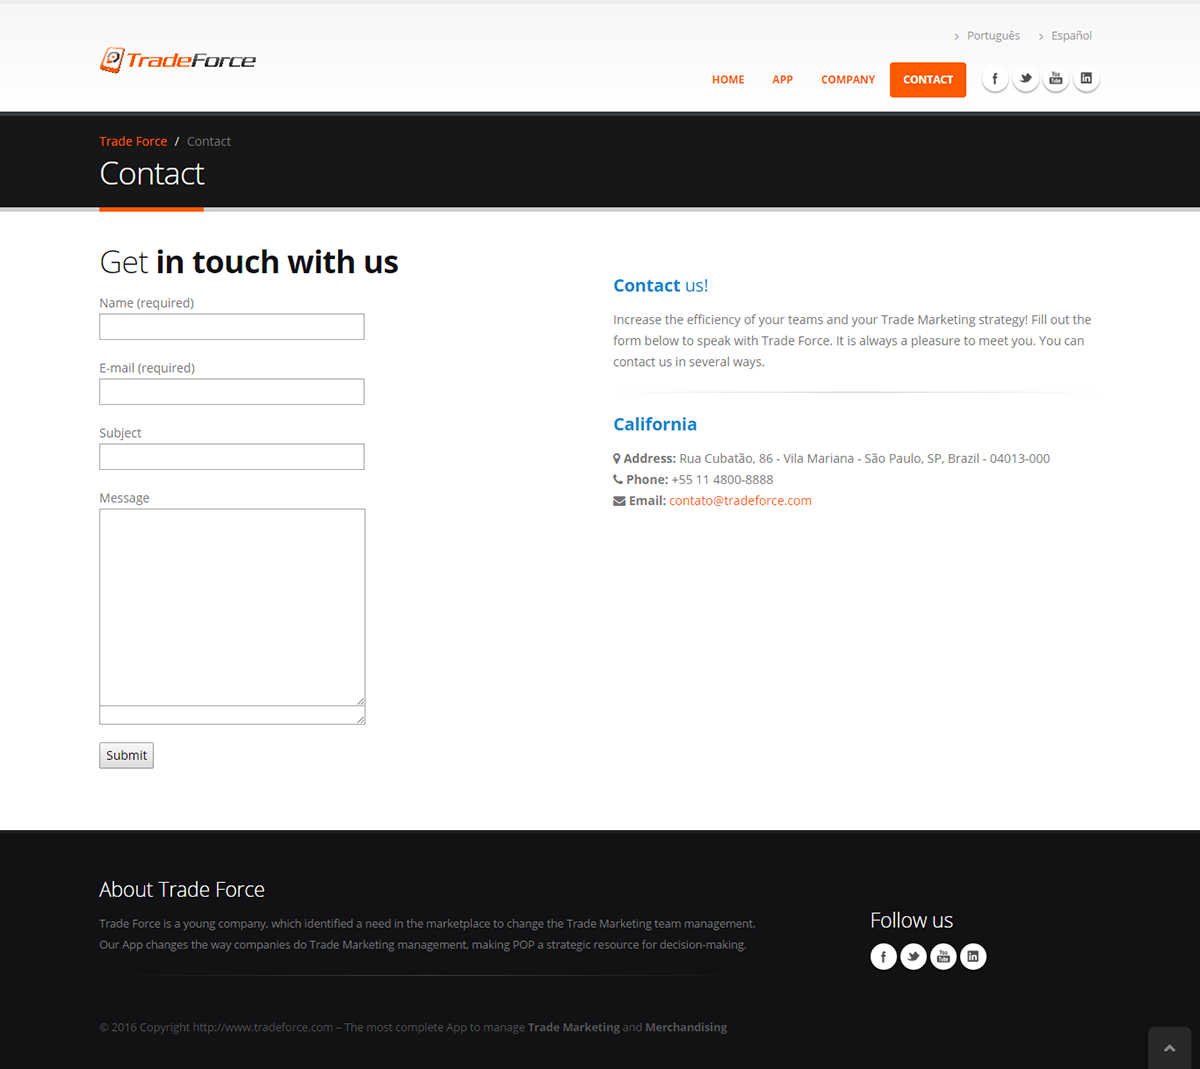 Português Español
TradeForce
HOME APP COMPANY CONTACT
Trade Force / Contact
Contact
Get in touch with us
Name (required)
E-mail (required)
Subject
Message
Submit
Contact us!
Increase the efficiency of your teams and your Trade Marketing strategy! Fill out the
form below to speak with Trade Force. It is always a pleasure to meet you. You can
contact us in several ways.
California
Address: Rua Cubatão, 86 - Vila Mariana - São Paulo, SP, Brazil - 04013-000
Phone: +55 11 4800-8888
Email: contato@tradeforce.com
About Trade Force
Trade Force is a young company, which identified a need in the marketplace to change the Trade Marketing team management.
Our App changes the way companies do Trade Marketing management, making POP a strategic resource for decision-making.
Follow us
© 2016 Copyright http://www.tradeforce.com – The most complete App to manage Trade Marketing and Merchandising